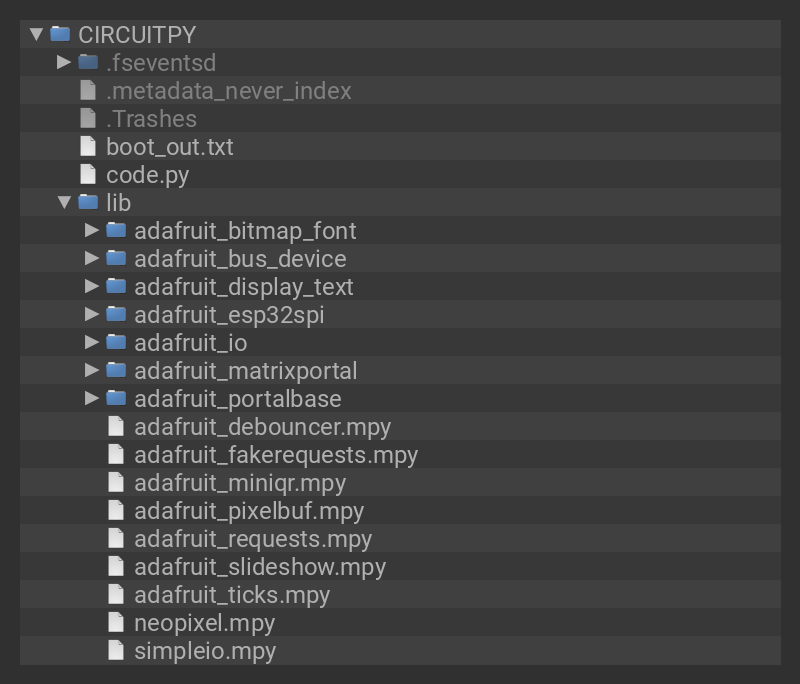 CIRCUITPY
.fseventsd
.metadata_never_index
.Trashes
boot_out.txt
code.py
lib
adafruit_bitmap_font
adafruit_bus_device
adafruit_display_text
adafruit_esp32spi
adafruit_io
adafruit_matrixportal
adafruit_portalbase
adafruit_debouncer.mpy
adafruit_fakerequests.mpy
adafruit_miniqr.mpy
adafruit_pixelbuf.mpy
adafruit_requests.mpy
adafruit_slideshow.mpy
adafruit_ticks.mpy
neopixel.mpy
simpleio.mpy